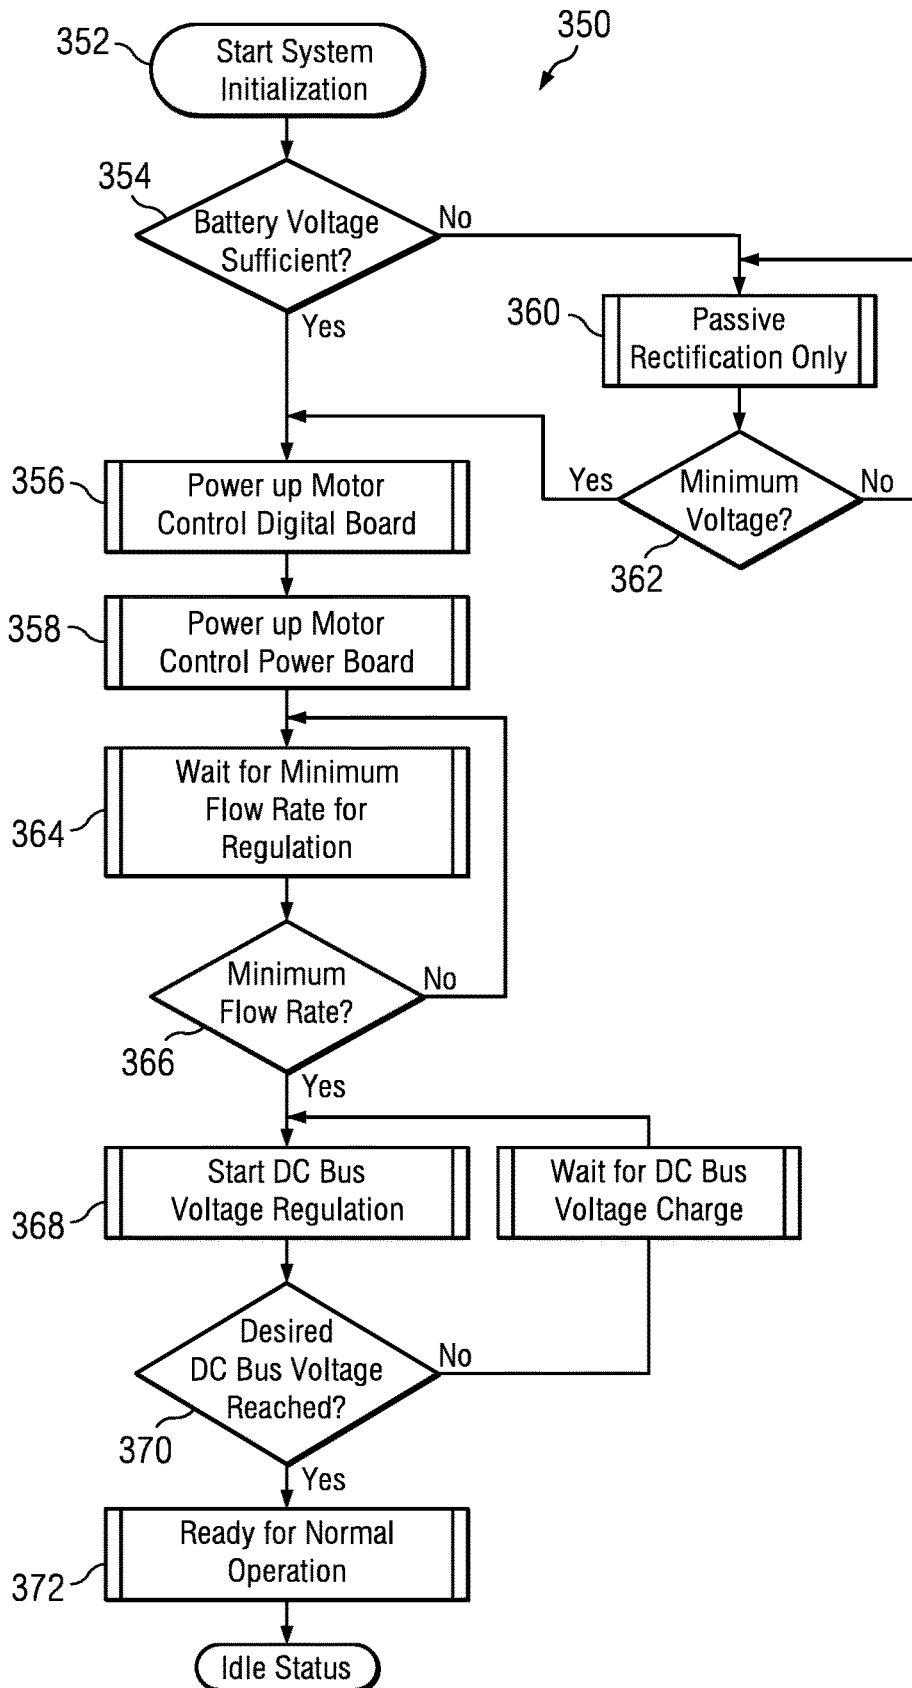 350
352
Start System
Initialization
354
Battery Voltage
Sufficient?
No
Yes
360
Passive
Rectification Only
Minimum
Voltage?
Yes
No
362
356
Power up Motor
Control Digital Board
358
Power up Motor
Control Power Board
364
Wait for Minimum
Flow Rate for
Regulation
Minimum
Flow Rate?
No
366
Yes
368
Start DC Bus
Voltage Regulation
Wait for DC Bus
Voltage Charge
Desired
DC Bus Voltage
Reached?
No
370
Yes
372
Ready for Normal
Operation
Idle Status